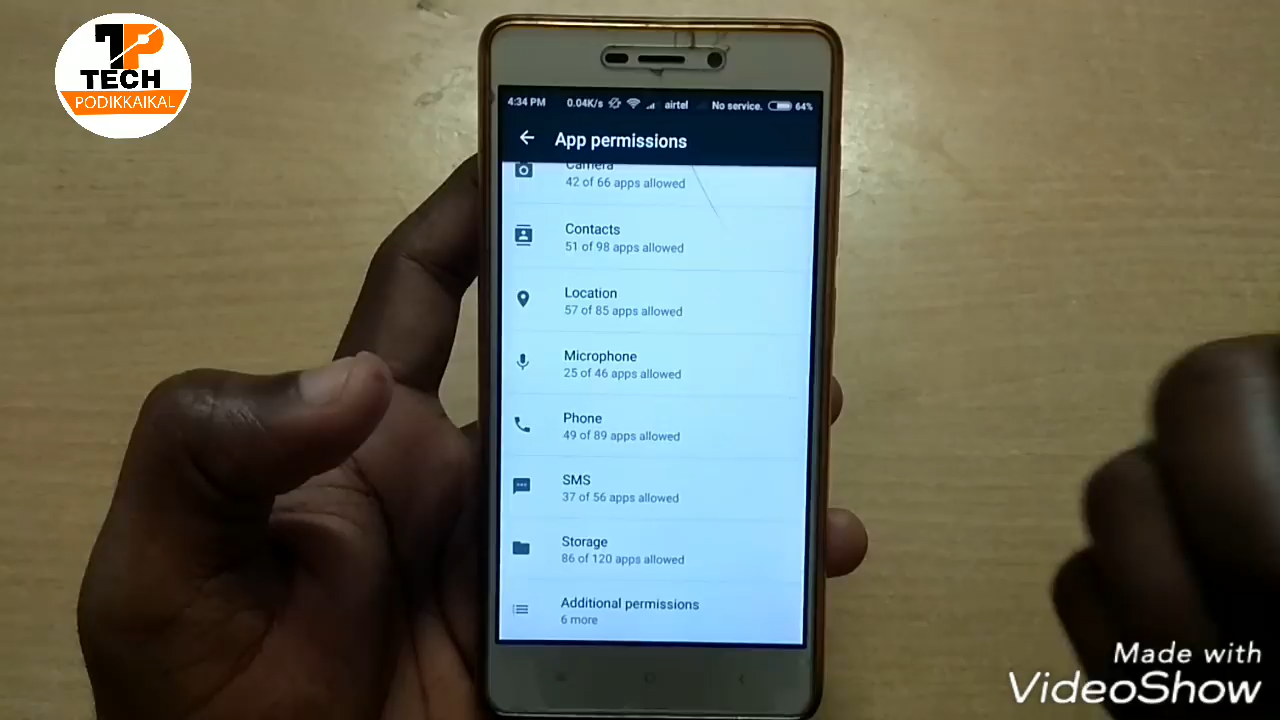 TP
TECH
PODIKKAIKAL
4:34 PM 0.04K/s airtel No service. 64%
App permissions
Camera
42 of 66 apps allowed
Contacts
51 of 98 apps allowed
Location
57 of 85 apps allowed
Microphone
25 of 46 apps allowed
Phone
49 of 89 apps allowed
SMS
37 of 56 apps allowed
Storage
86 of 120 apps allowed
Additional permissions
6 more
Made with
VideoShow